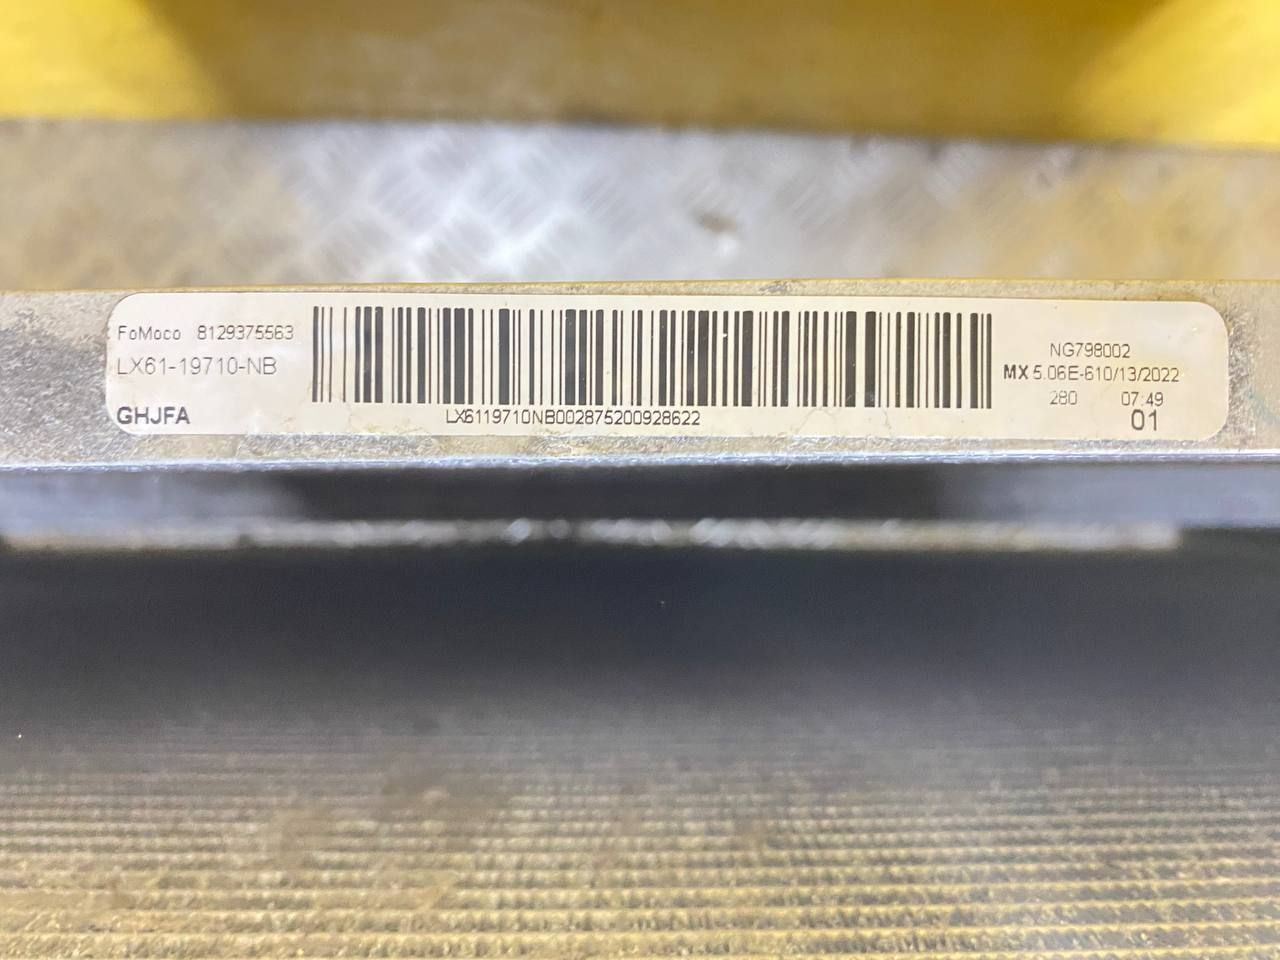 FoMoco 8129375563
LX61-19710-NB
GHJFA
LX6119710NB002875200928622
NG798002
MX 5.06E-610/13/2022
280 07:49
01